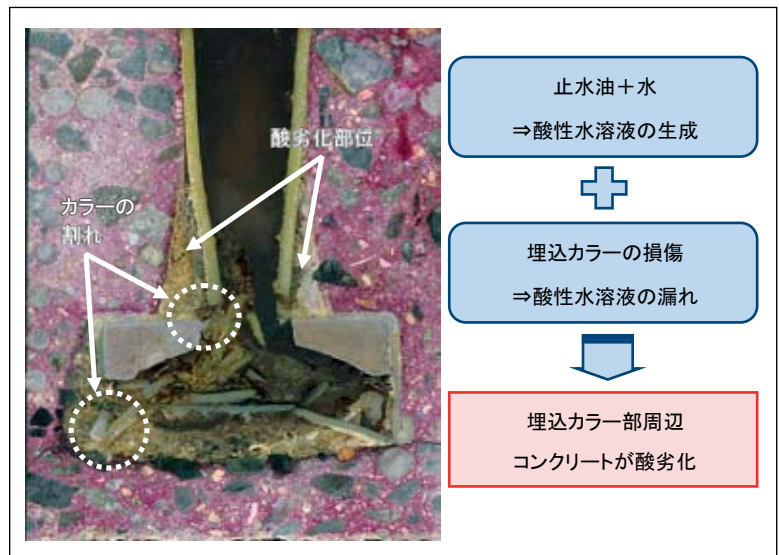 酸劣化部位
カラーの
割れ
止水油＋水
⇒酸性水溶液の生成
埋込カラーの損傷
⇒酸性水溶液の漏れ
埋込カラー部周辺
コンクリートが酸劣化